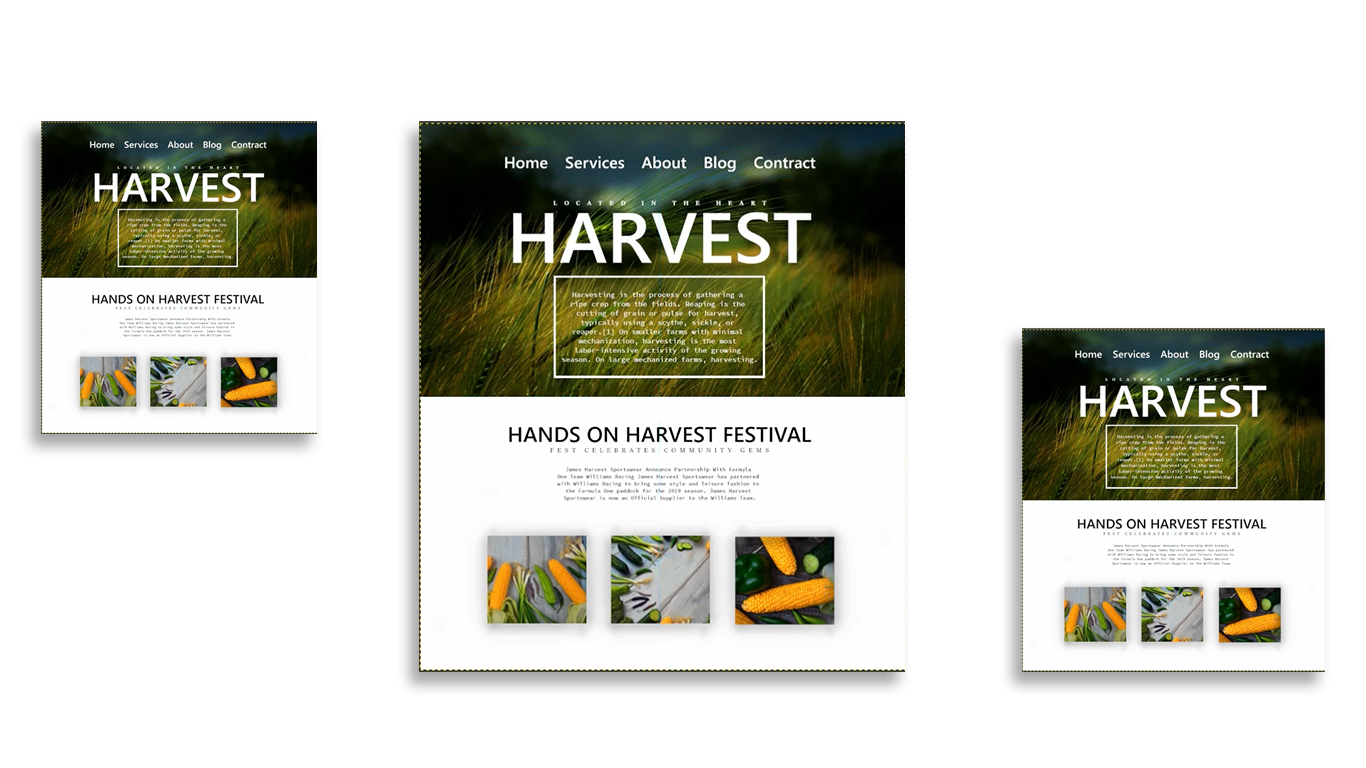 Home Services About Blog Contract
LOCATED IN THE HEART
HARVEST
Harvesting is the process of gathering a
ripe crop from the fields. Reaping is the
cutting of grain or pulse for harvest,
typically using a scythe, sickle, or
reaper.[1] On smaller farms with minimal
mechanization, harvesting is the most
labor-intensive activity of the growing
season. On large mechanized farms, harvesting.
HANDS ON HARVEST FESTIVAL
FEST CELEBRATES COMMUNITY GEMS
James Harvest Sportswear Announce Partnership With Formula
One Team Williams Racing James Harvest Sportswear has partnered
with Williams Racing to bring some style and leisure fashion to
the Formula One paddock for the 2019 season. James Harvest
Sportswear is now an Official Supplier to the Williams Team.
Home Services About Blog Contract
LOCATED IN THE HEART
HARVEST
Harvesting is the process of gathering a
ripe crop from the fields. Reaping is the
cutting of grain or pulse for harvest,
typically using a scythe, sickle, or
reaper.[1] On smaller farms with minimal
mechanization, harvesting is the most
labor-intensive activity of the growing
season. On large mechanized farms, harvesting.
HANDS ON HARVEST FESTIVAL
FEST CELEBRATES COMMUNITY GEMS
James Harvest Sportswear Announce Partnership With Formula
One Team Williams Racing James Harvest Sportswear has partnered
with Williams Racing to bring some style and leisure fashion to
the Formula One paddock for the 2019 season. James Harvest
Sportswear is now an Official Supplier to the Williams Team.
Home Services About Blog Contract
LOCATED IN THE HEART
HARVEST
Harvesting is the process of gathering a
ripe crop from the fields. Reaping is the
cutting of grain or pulse for harvest,
typically using a scythe, sickle, or
reaper.[1] On smaller farms with minimal
mechanization, harvesting is the most
labor-intensive activity of the growing
season. On large mechanized farms, harvesting.
HANDS ON HARVEST FESTIVAL
FEST CELEBRATES COMMUNITY GEMS
James Harvest Sportswear Announce Partnership With Formula
One Team Williams Racing James Harvest Sportswear has partnered
with Williams Racing to bring some style and leisure fashion to
the Formula One paddock for the 2019 season. James Harvest
Sportswear is now an Official Supplier to the Williams Team.